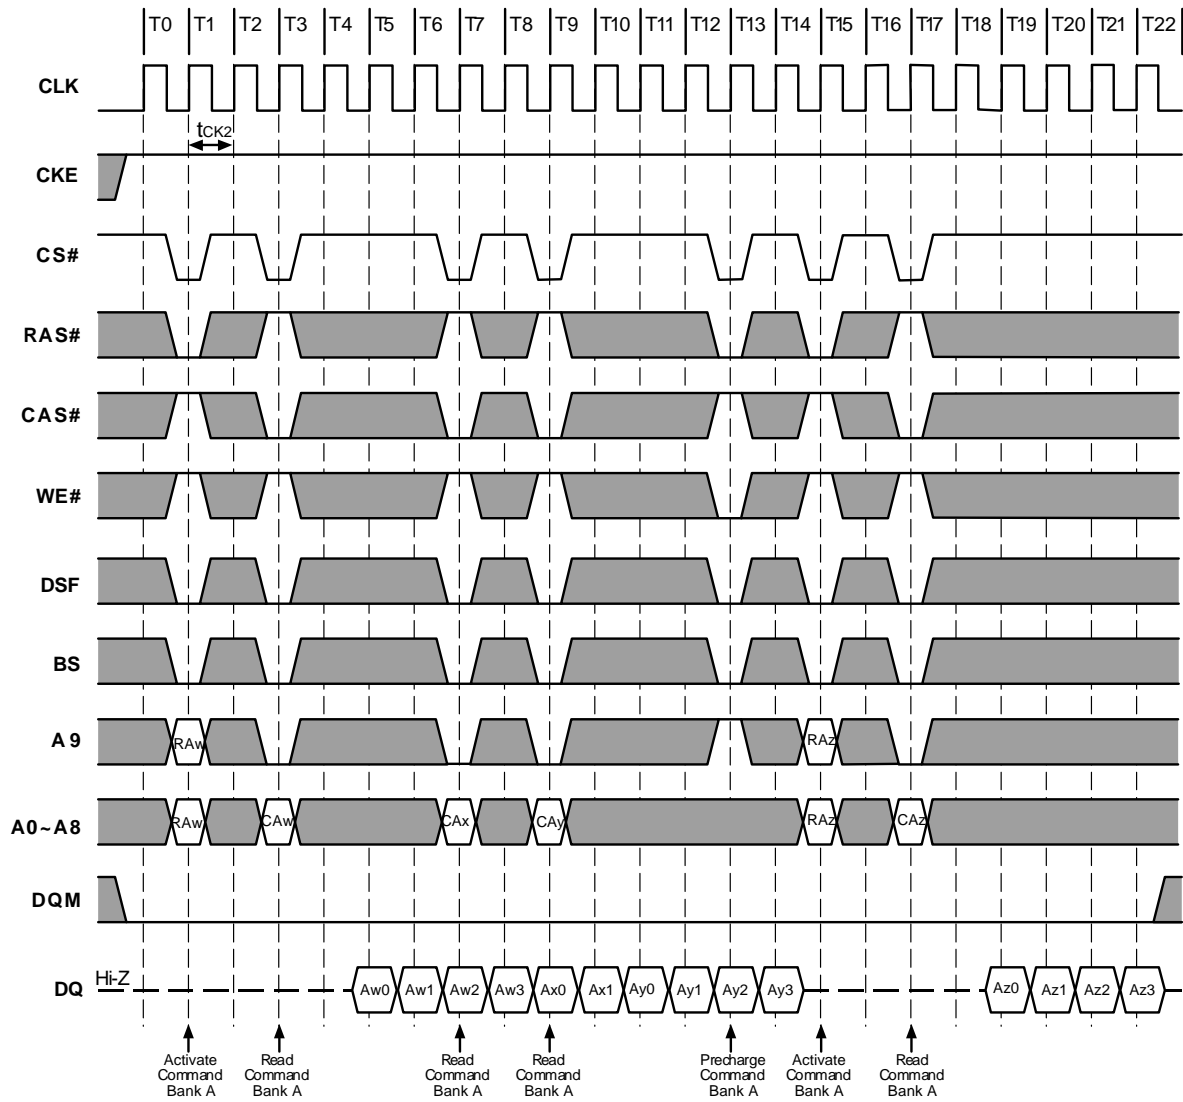 T0 T1 T2 T3 T4 T5 T6 T7 T8 T9 T10 T11 T12 T13 T14 T15 T16 T17 T18 T19 T20 T21 T22
CLK
tCK2
CKE
CS#
RAS#
CAS#
WE#
DSF
BS
A9 RAw RAz
A0~A8 RAw CAw CAx CAy RAz CAz
DQM
DQ Hi-Z Aw0 Aw1 Aw2 Aw3 Ax0 Ax1 Ay0 Ay1 Ay2 Ay3 Az0 Az1 Az2 Az3
Activate Read Read Read Precharge Activate Read
Command Command Command Command Command Command Command
Bank A Bank A Bank A Bank A Bank A Bank A Bank A